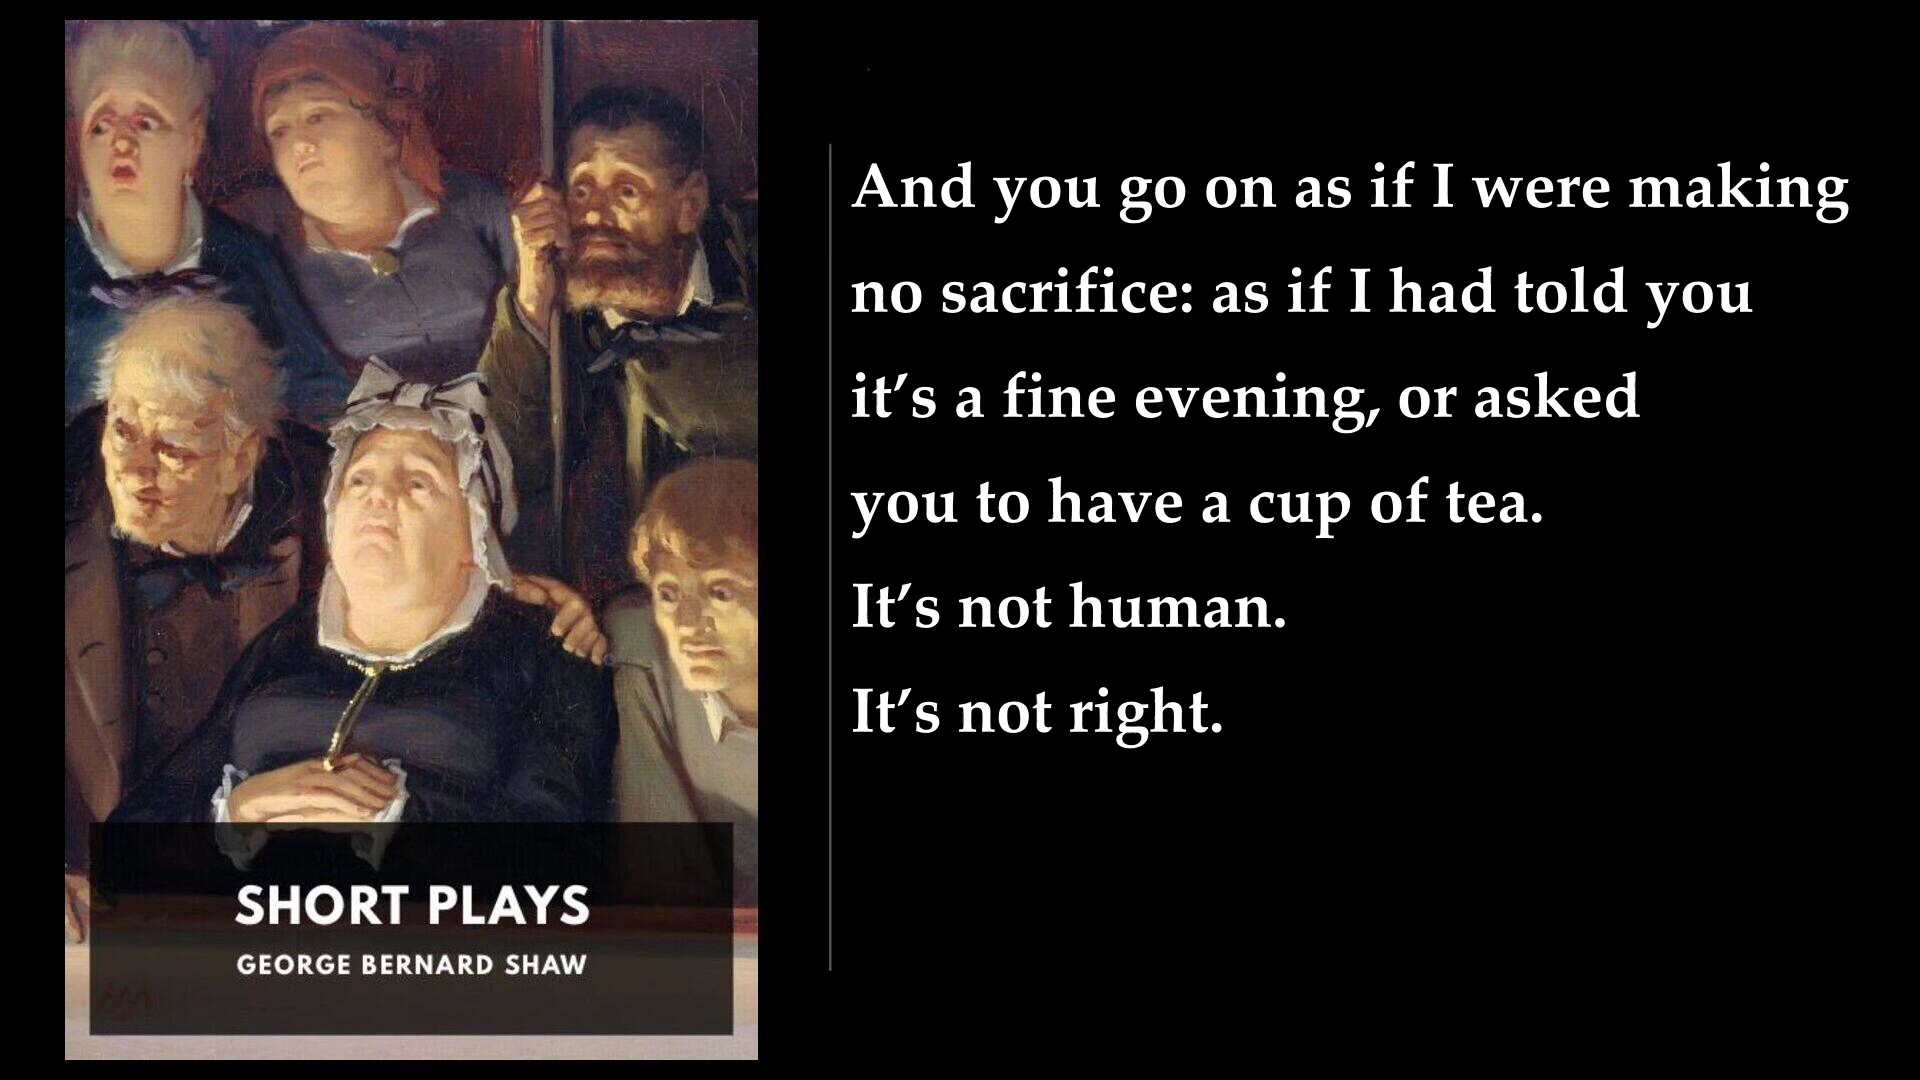 And you go on as if I were making
no sacrifice: as if I had told you
it’s a fine evening, or asked
you to have a cup of tea.
It’s not human.
It’s not right.
SHORT PLAYS
GEORGE BERNARD SHAW